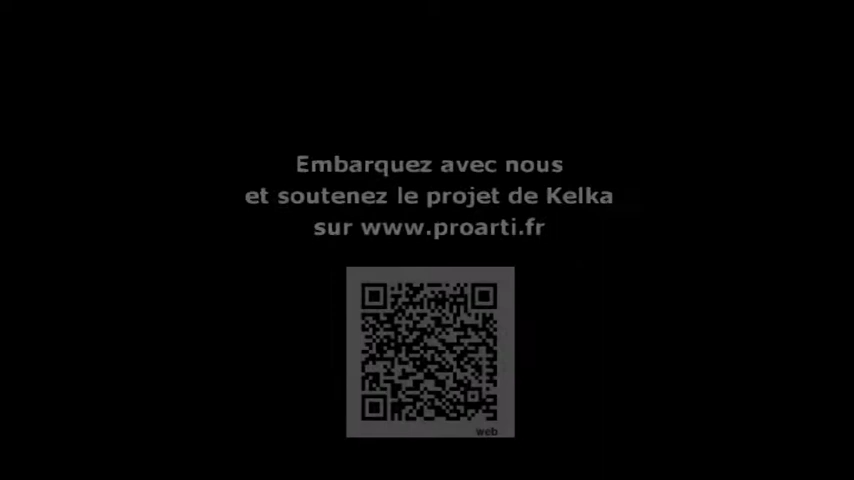 Embarquez avec nous
et soutenez le projet de Kelka
sur www.proarti.fr
web